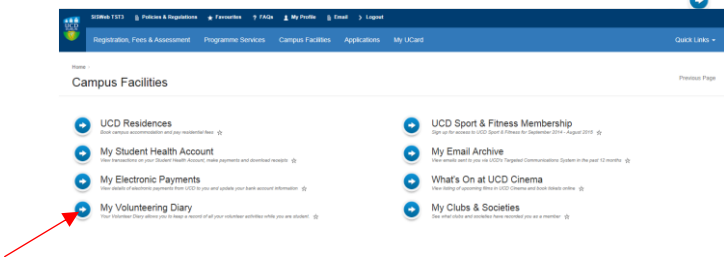 SISWeb TST3 Policies & Regulations Favourites ? FAQs My Profile Email > Logout
UCD
Registration, Fees & Assessment Programme Services Campus Facilities Applications My UCard Quick Links
Home
Campus Facilities
Previous Page
UCD Residences
Book campus accommodation and pay residential fees
My Student Health Account
View transactions on your Student Health Account, make payments and download receipts.
My Electronic Payments
View details of electronic payments from UCD to you and update your bank account information
My Volunteering Diary
Your Volunteer Diary allows you to keep a record of all your volunteer activities while you are student.
UCD Sport & Fitness Membership
Sign up for access to UCD Sport & Fitness for September 2014 - August 2015
My Email Archive
View emails sent to you via UCD's Targeted Communications System in the past 12 months
What's On at UCD Cinema
View listing of upcoming films in UCD Cinema and book tickets online
My Clubs & Societies
See what clubs and societies have recorded you as a member